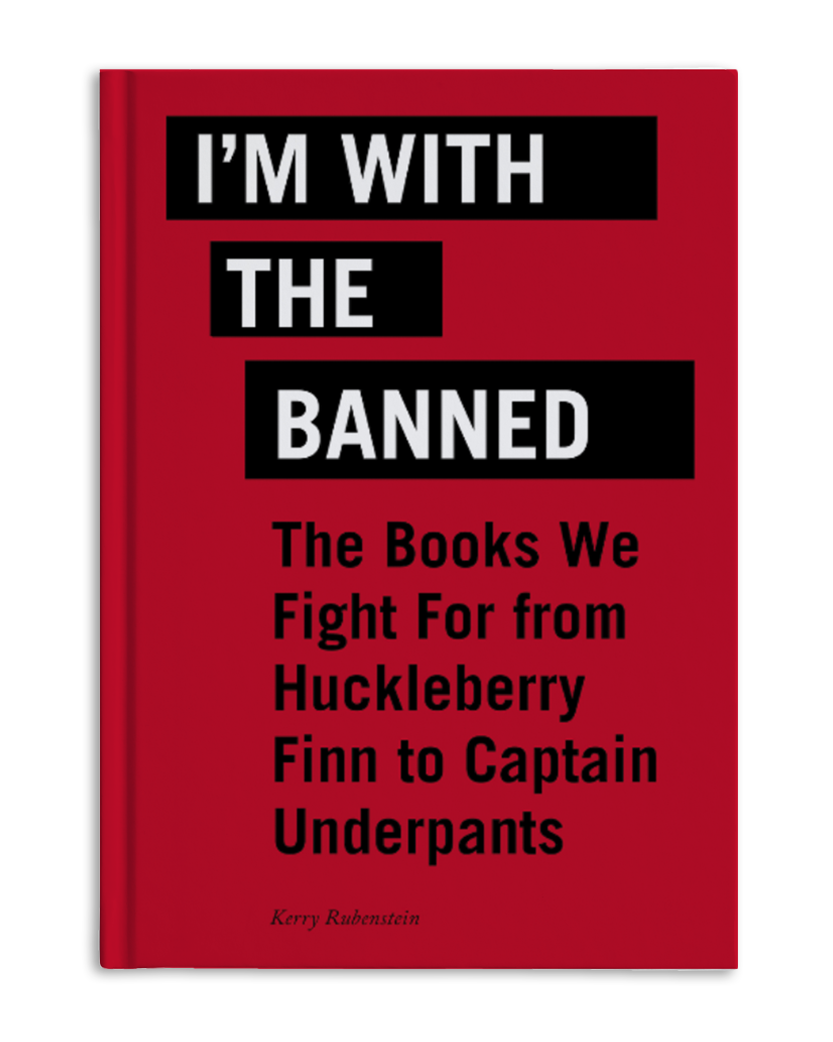 I'M WITH
THE
BANNED
The Books We
Fight For from
Huckleberry
Finn to Captain
Underpants
Kerry Rubenstein